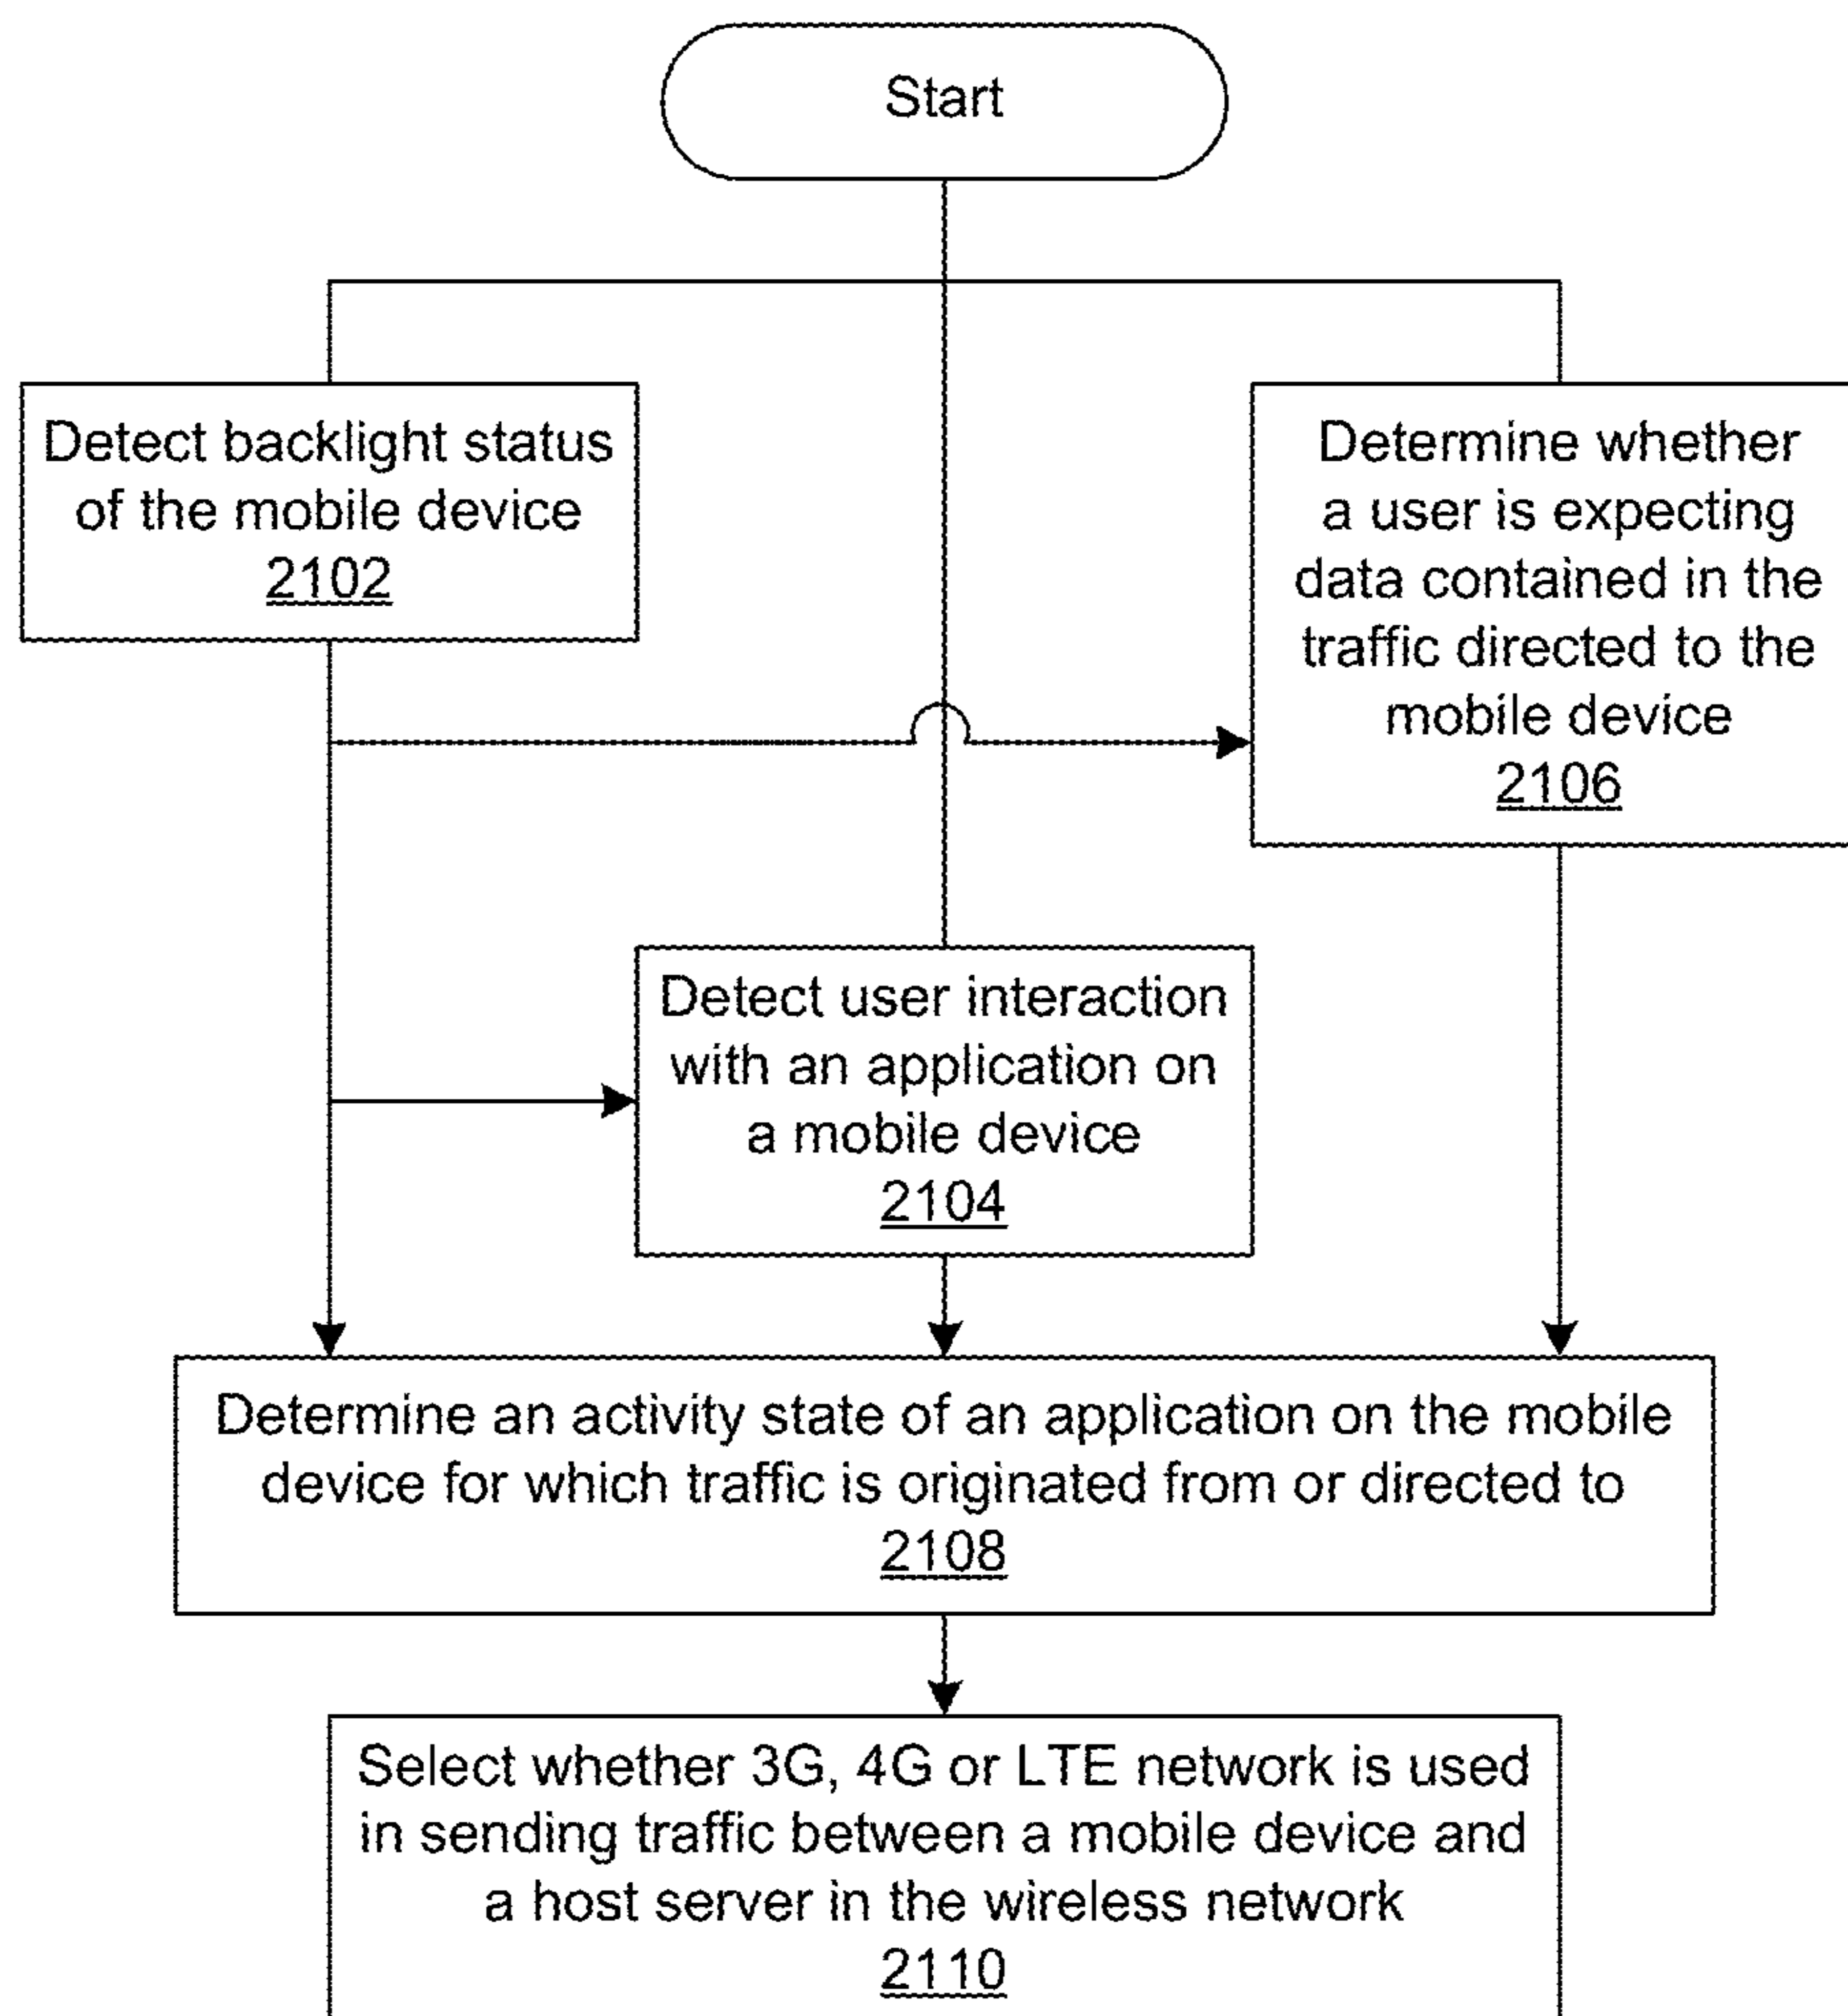 Start
Detect backlight status
of the mobile device
2102
Determine whether
a user is expecting
data contained in the
traffic directed to the
mobile device
2106
Detect user interaction
with an application on
a mobile device
2104
Determine an activity state of an application on the mobile
device for which traffic is originated from or directed to
2108
Select whether 3G, 4G or LTE network is used
in sending traffic between a mobile device and
a host server in the wireless network
2110